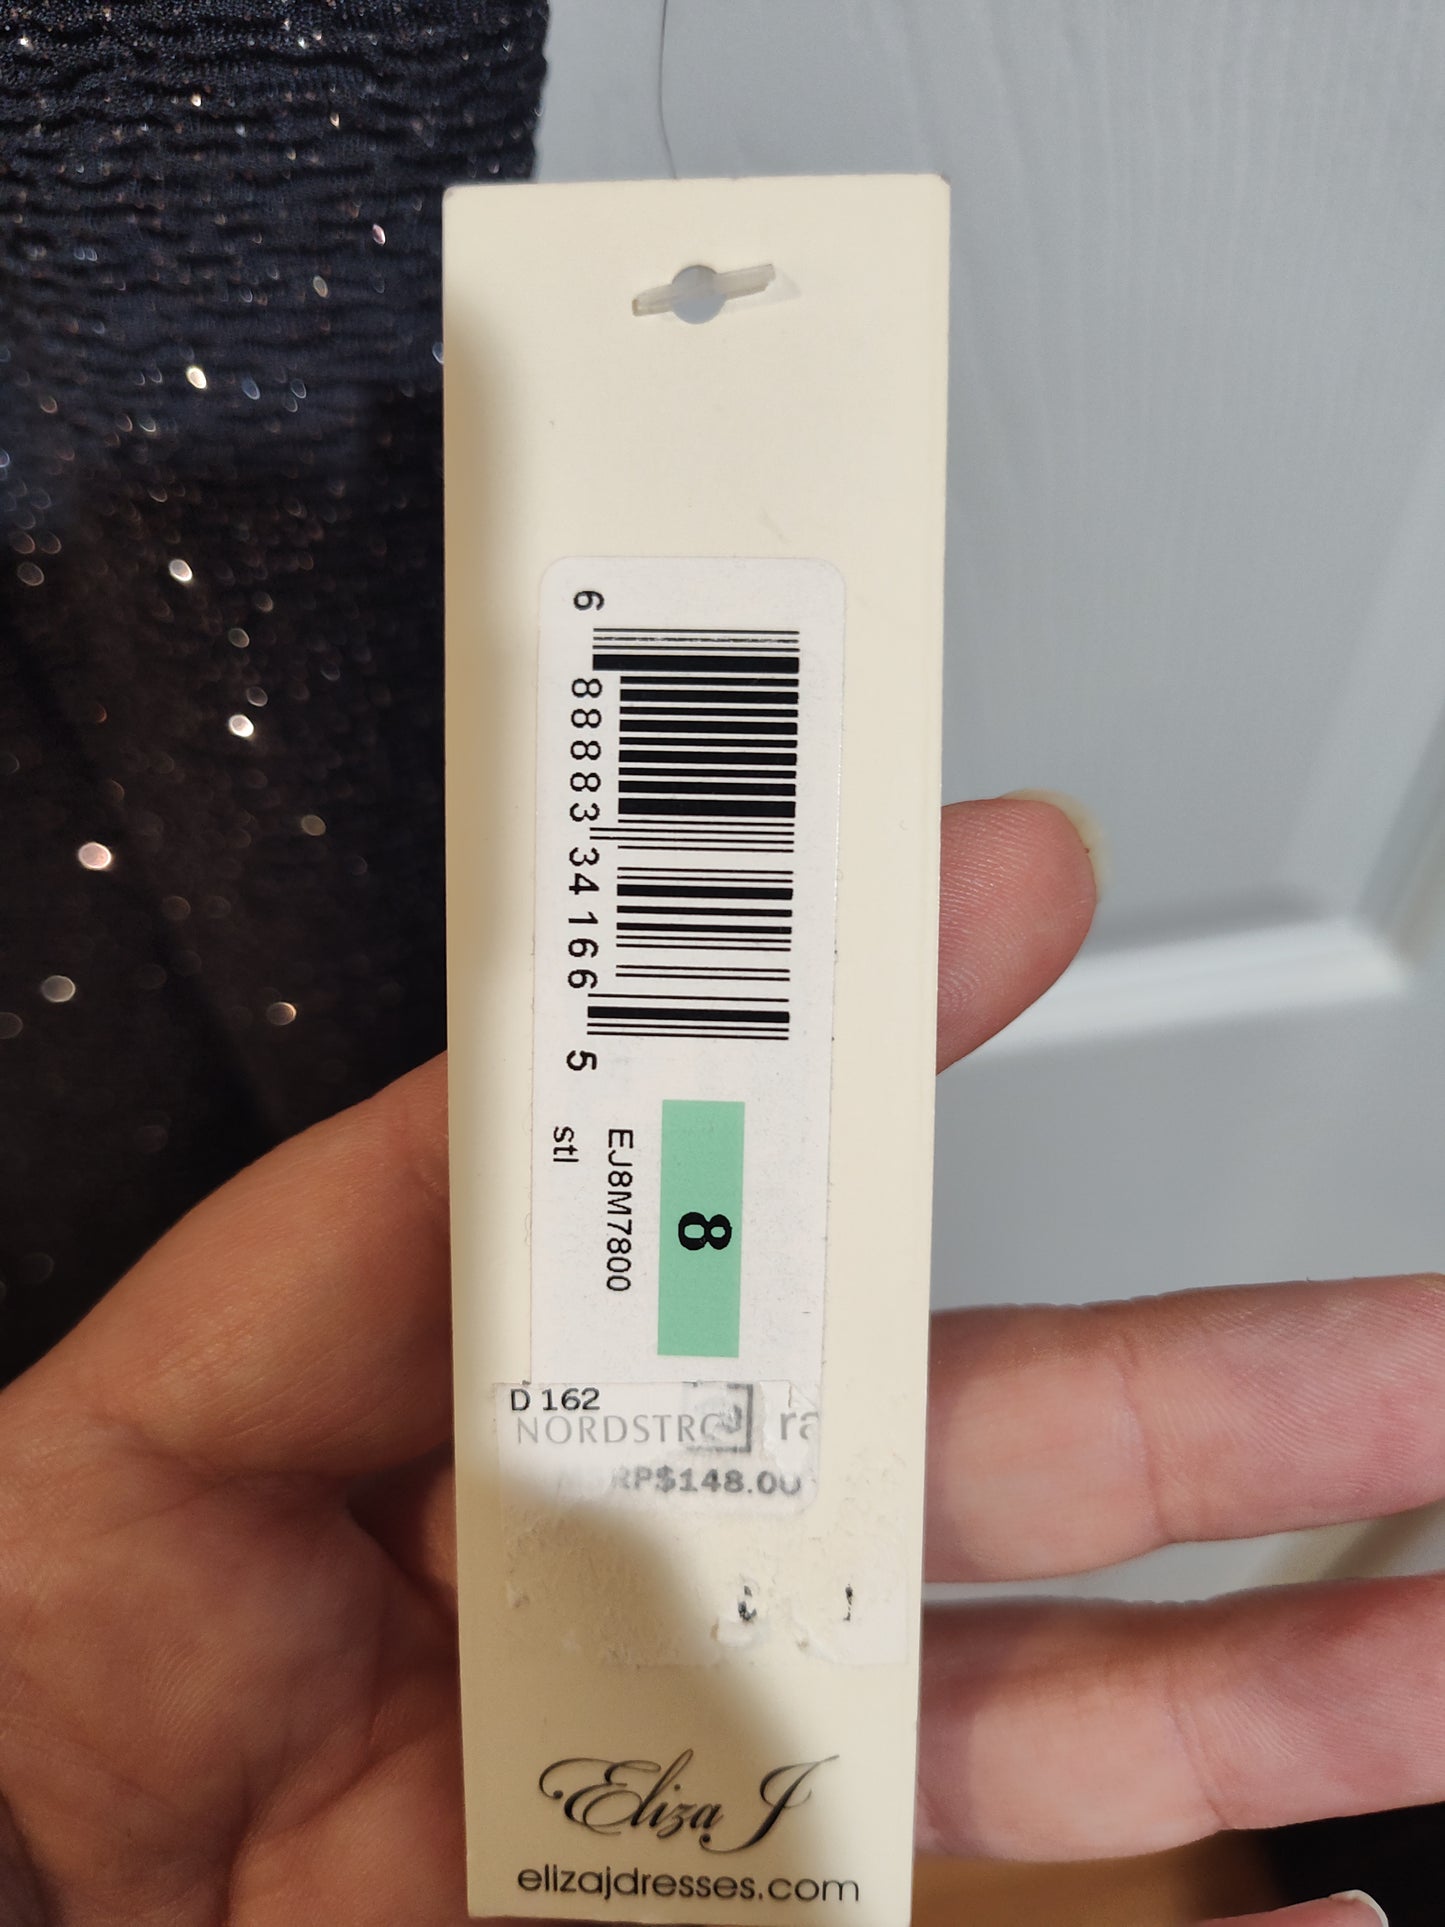 6 88883 34166 5
8
EJ8M7800
stl
D 162
NORDSTRO ra
RP$148.00
Eliza J
elizajdresses.com